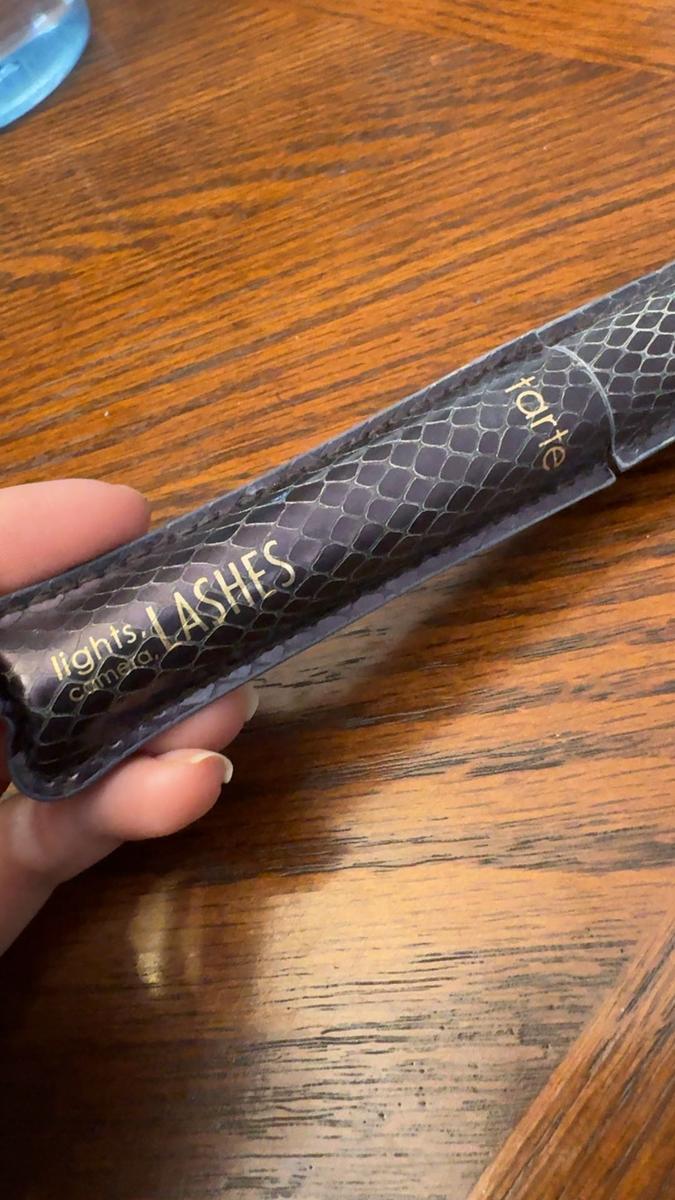 lights,
camera,
LASHES
tarte